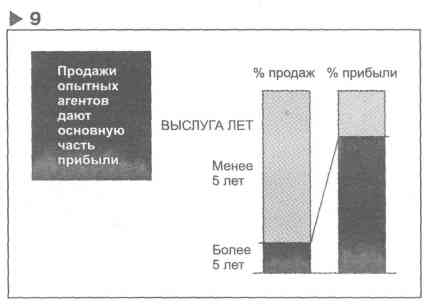 ▶ 9
Продажи
опытных
агентов
дают
основную
часть
прибыли
% продаж % прибыли
ВЫСЛУГА ЛЕТ
Менее
5 лет
Более
5 лет